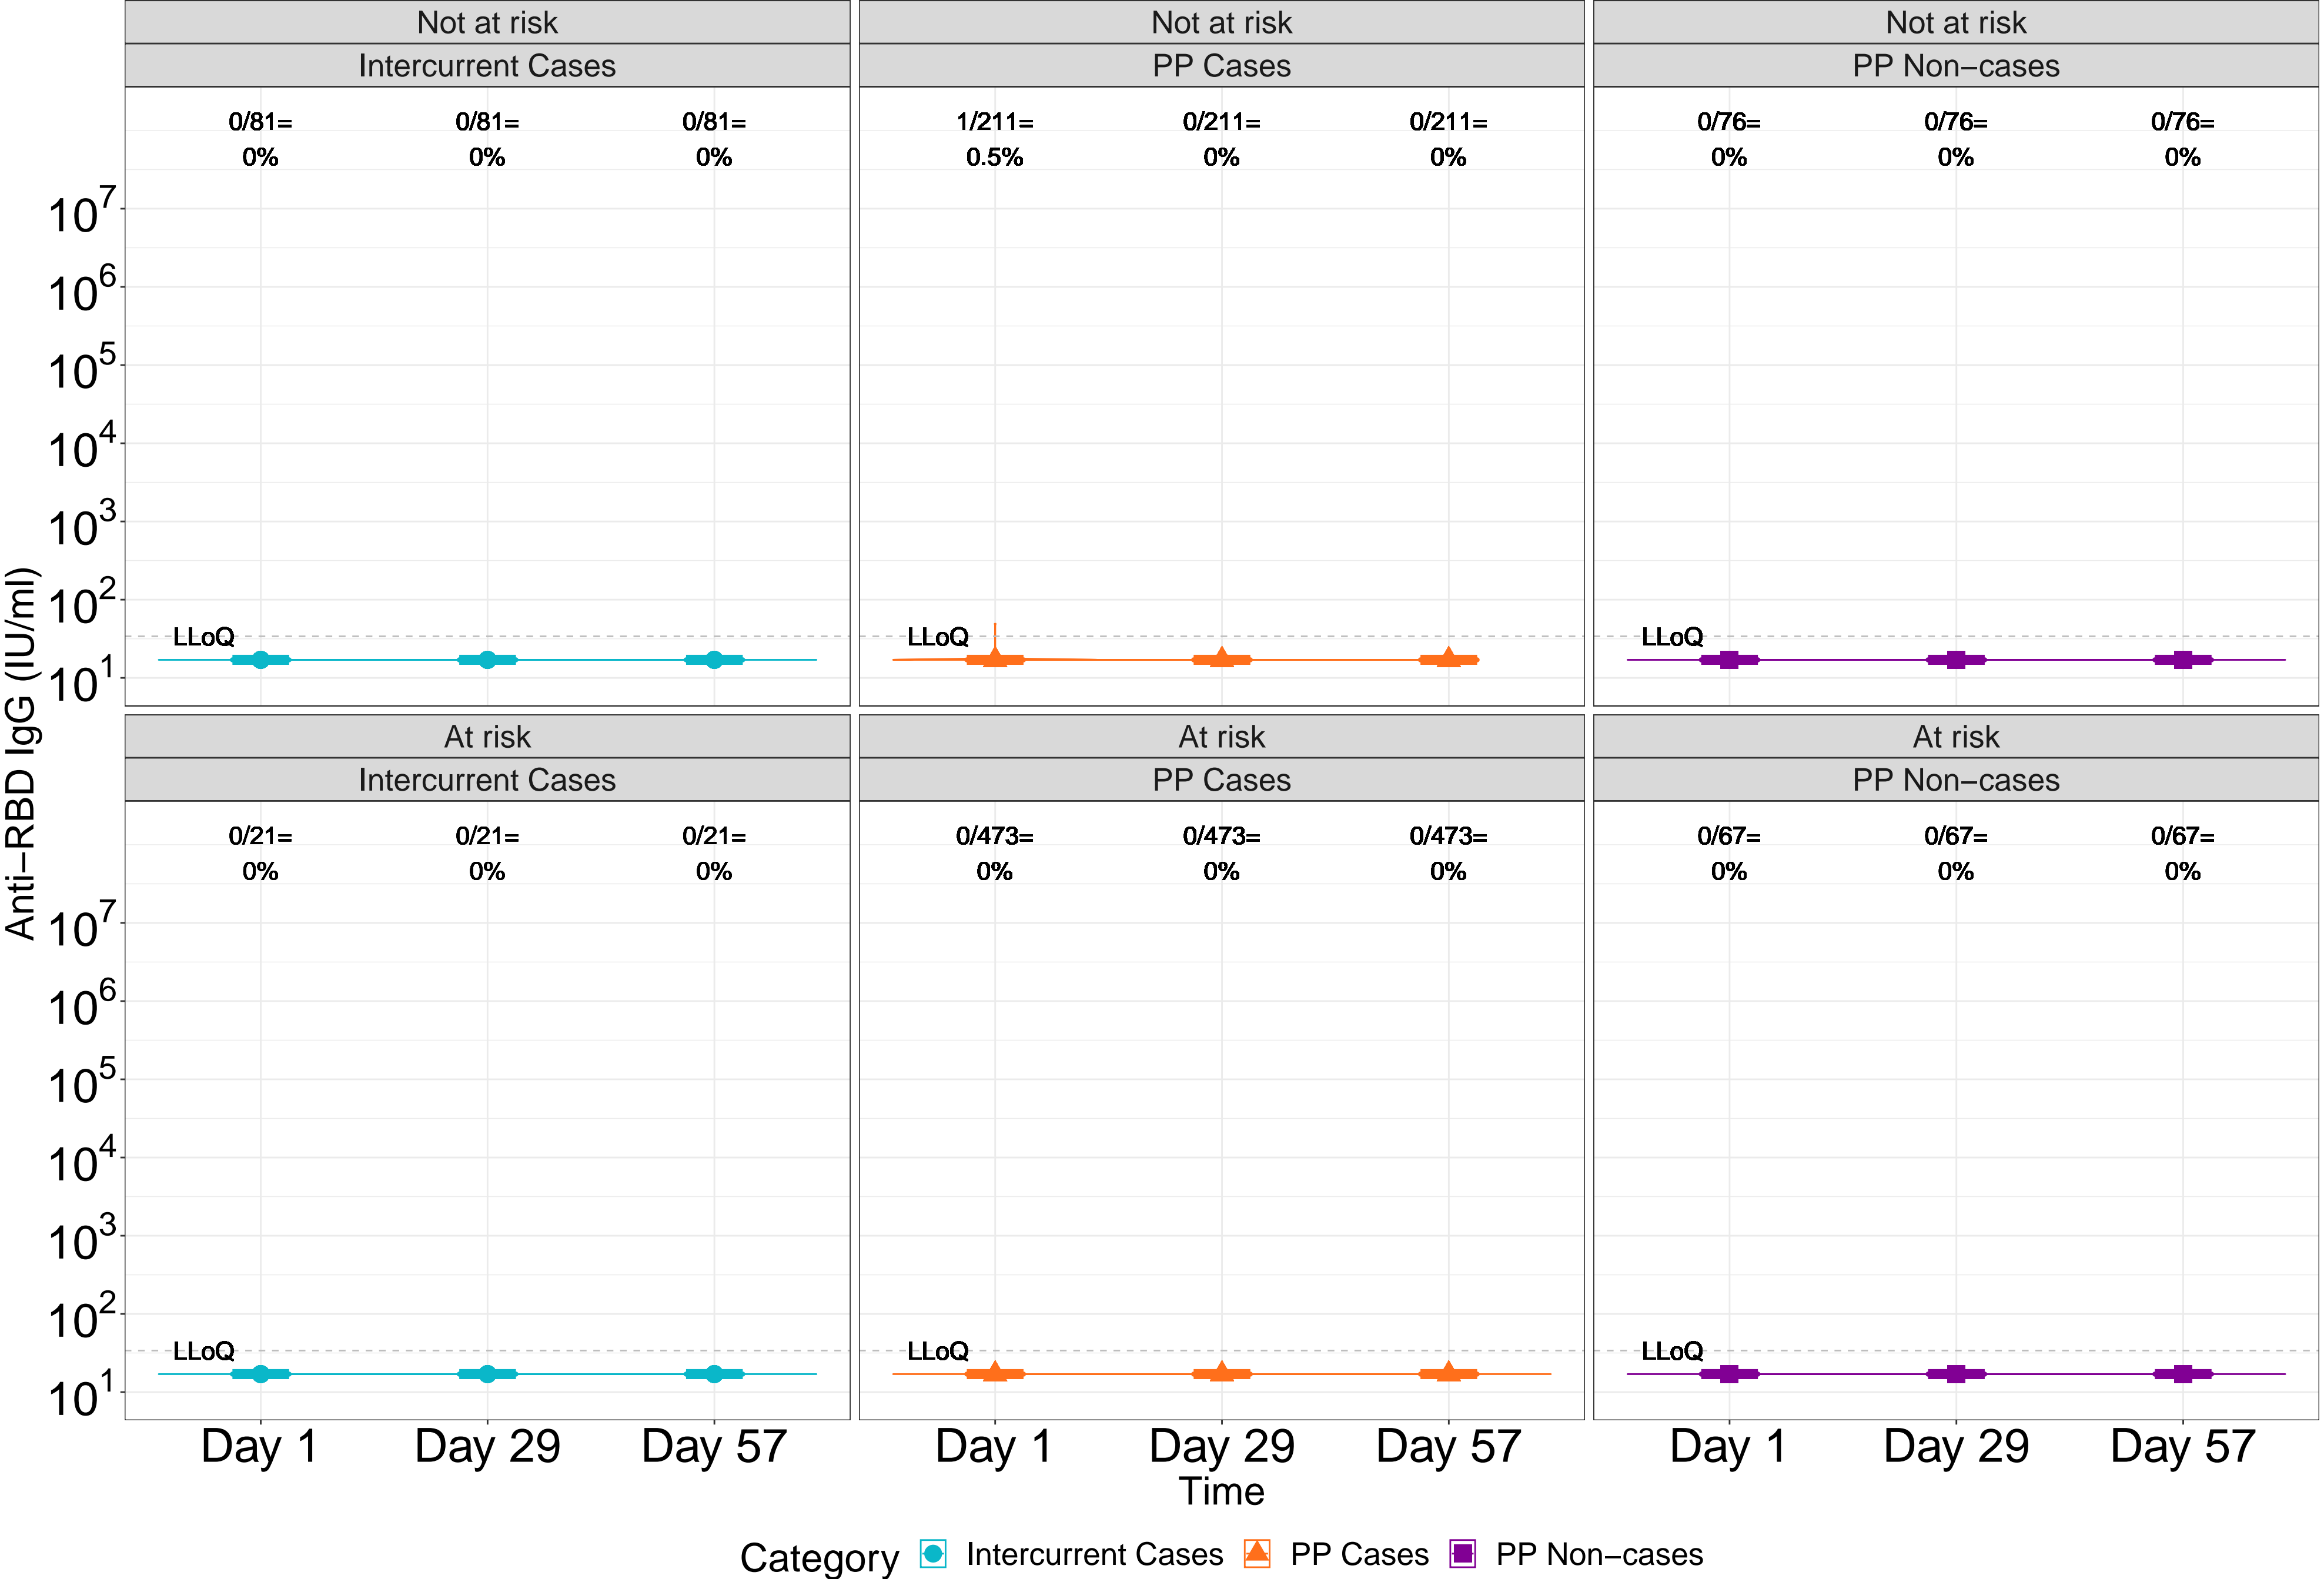 Not at risk Not at risk Not at risk
Intercurrent Cases PP Cases PP Non−cases
0/81= 0/81= 0/81= 1/211= 0/211= 0/211= 0/76= 0/76= 0/76=
0% 0% 0% 0.5% 0% 0% 0% 0% 0%
10^7
10^6
10^5
10^4
10^3
10^2
LLoQ LLoQ LLoQ
10^1
Anti−RBD IgG (IU/ml)
At risk At risk At risk
Intercurrent Cases PP Cases PP Non−cases
0/21= 0/21= 0/21= 0/473= 0/473= 0/473= 0/67= 0/67= 0/67=
0% 0% 0% 0% 0% 0% 0% 0% 0%
10^7
10^6
10^5
10^4
10^3
10^2
LLoQ LLoQ LLoQ
10^1
Day 1 Day 29 Day 57 Day 1 Day 29 Day 57 Day 1 Day 29 Day 57
Time
Category Intercurrent Cases PP Cases PP Non−cases